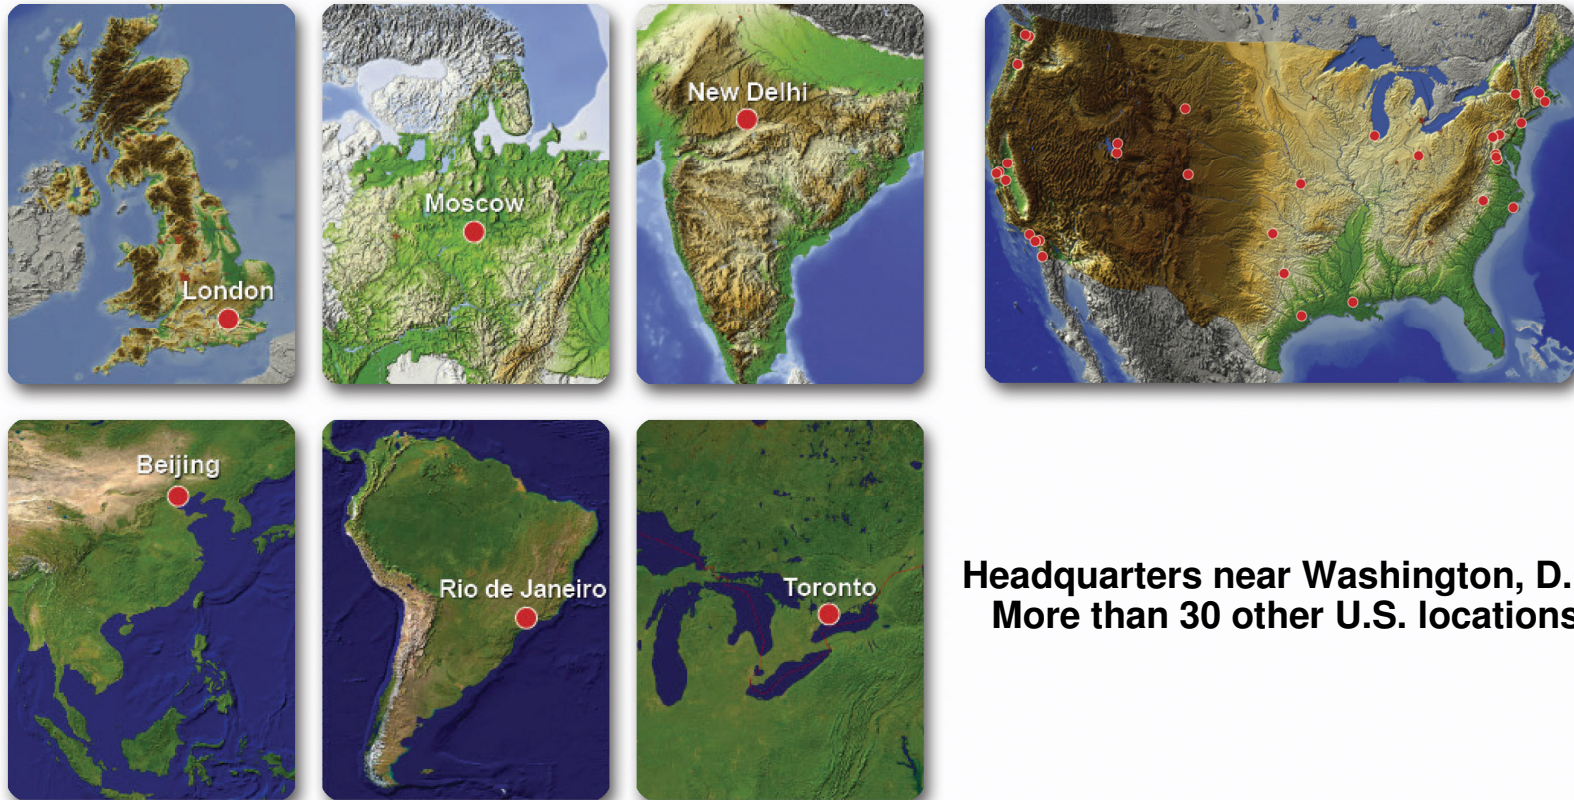 London
Moscow
New Delhi
Beijing
Rio de Janeiro
Toronto
Headquarters near Washington, D.
More than 30 other U.S. locations